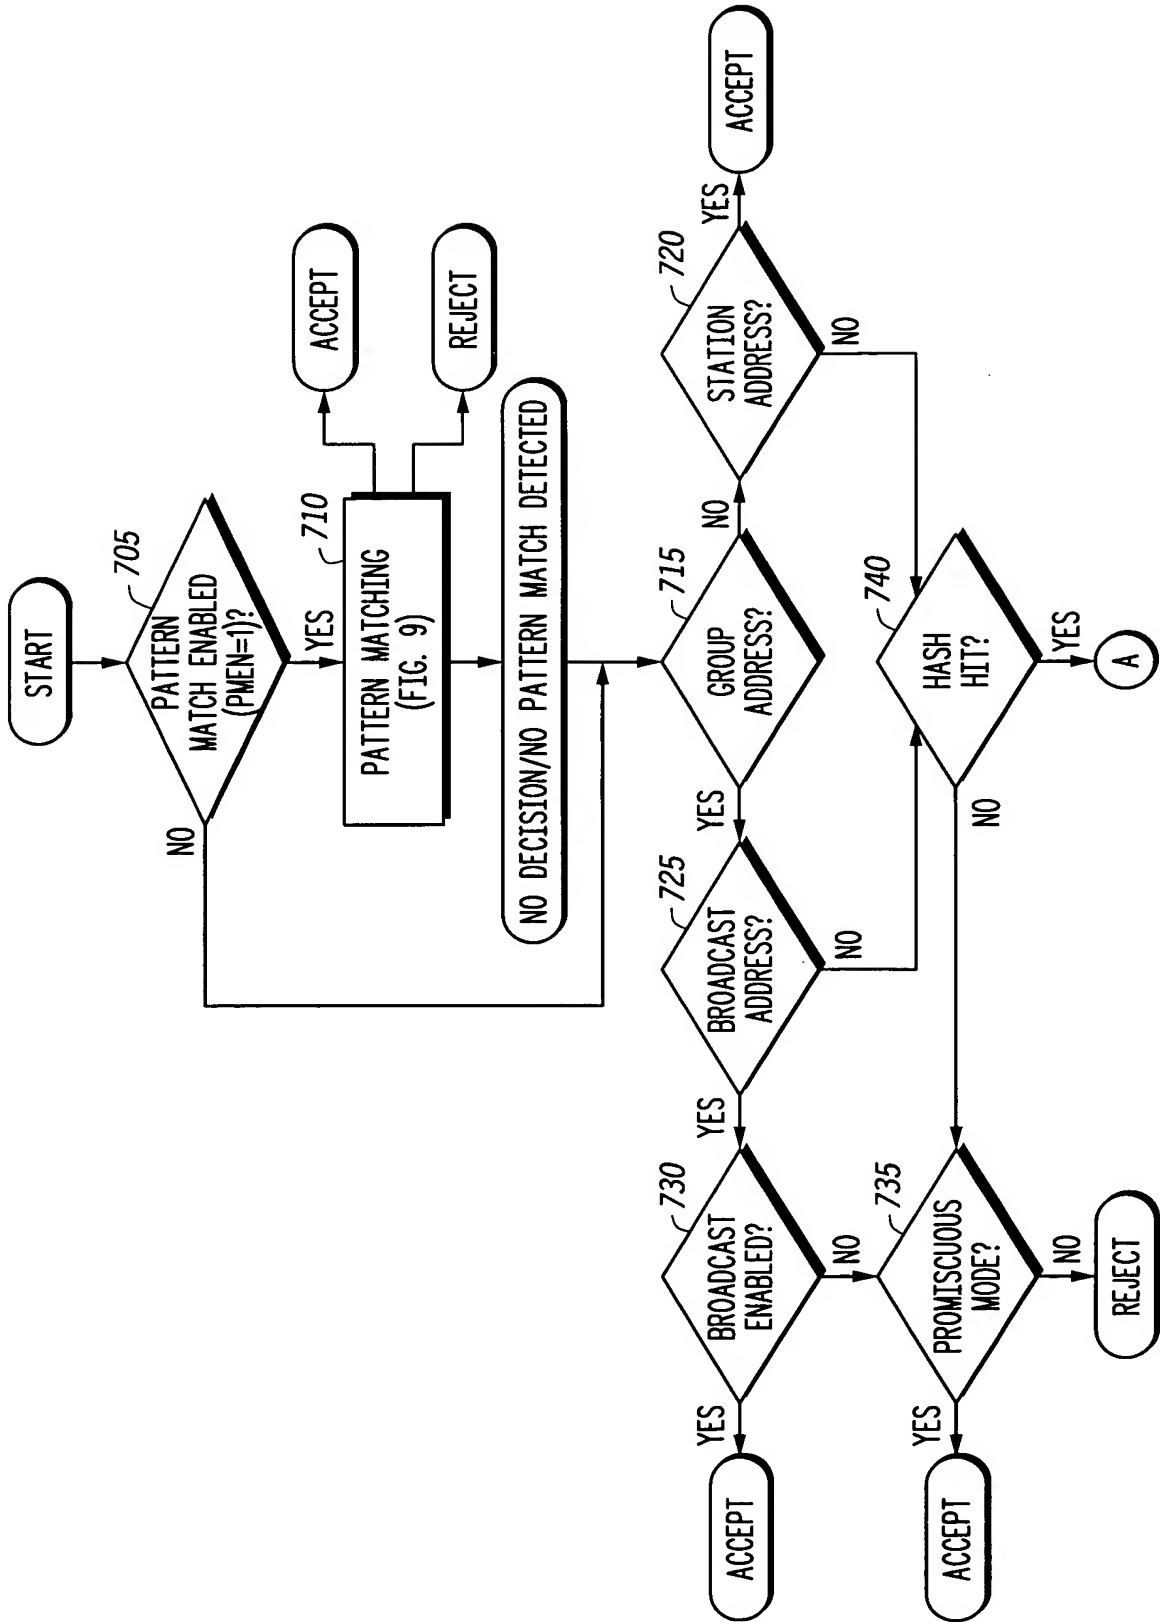 START
705
PATTERN
MATCH ENABLED
(PMEN=1)?
NO
YES
710
PATTERN MATCHING
(FIG. 9)
ACCEPT
REJECT
NO DECISION/NO PATTERN MATCH DETECTED
715
GROUP
ADDRESS?
YES
NO
720
STATION
ADDRESS?
YES
ACCEPT
NO
725
BROADCAST
ADDRESS?
YES
NO
730
BROADCAST
ENABLED?
YES
ACCEPT
NO
735
PROMISCUOUS
MODE?
YES
ACCEPT
NO
REJECT
740
HASH
HIT?
NO
YES
A